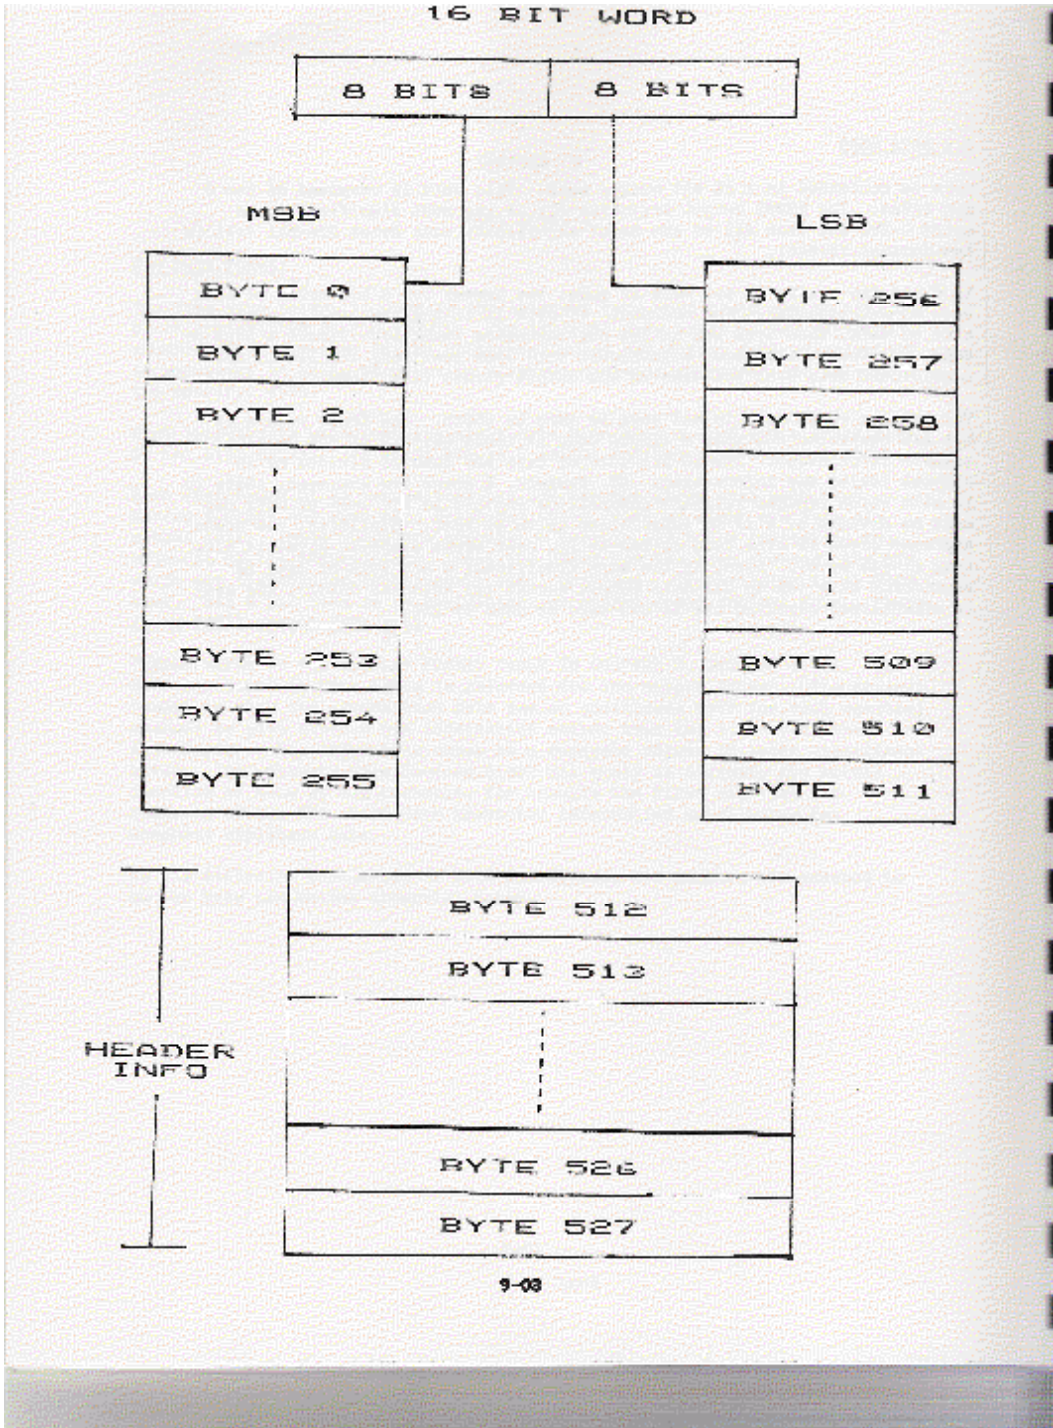 16 BIT WORD
8 BITS
8 BITS
MSB
LSB
BYTE 0
BYTE 1
BYTE 2
BYTE 253
BYTE 254
BYTE 255
BYTE 256
BYTE 257
BYTE 258
BYTE 509
BYTE 510
BYTE 511
HEADER
INFO
BYTE 512
BYTE 513
BYTE 526
BYTE 527
9-03